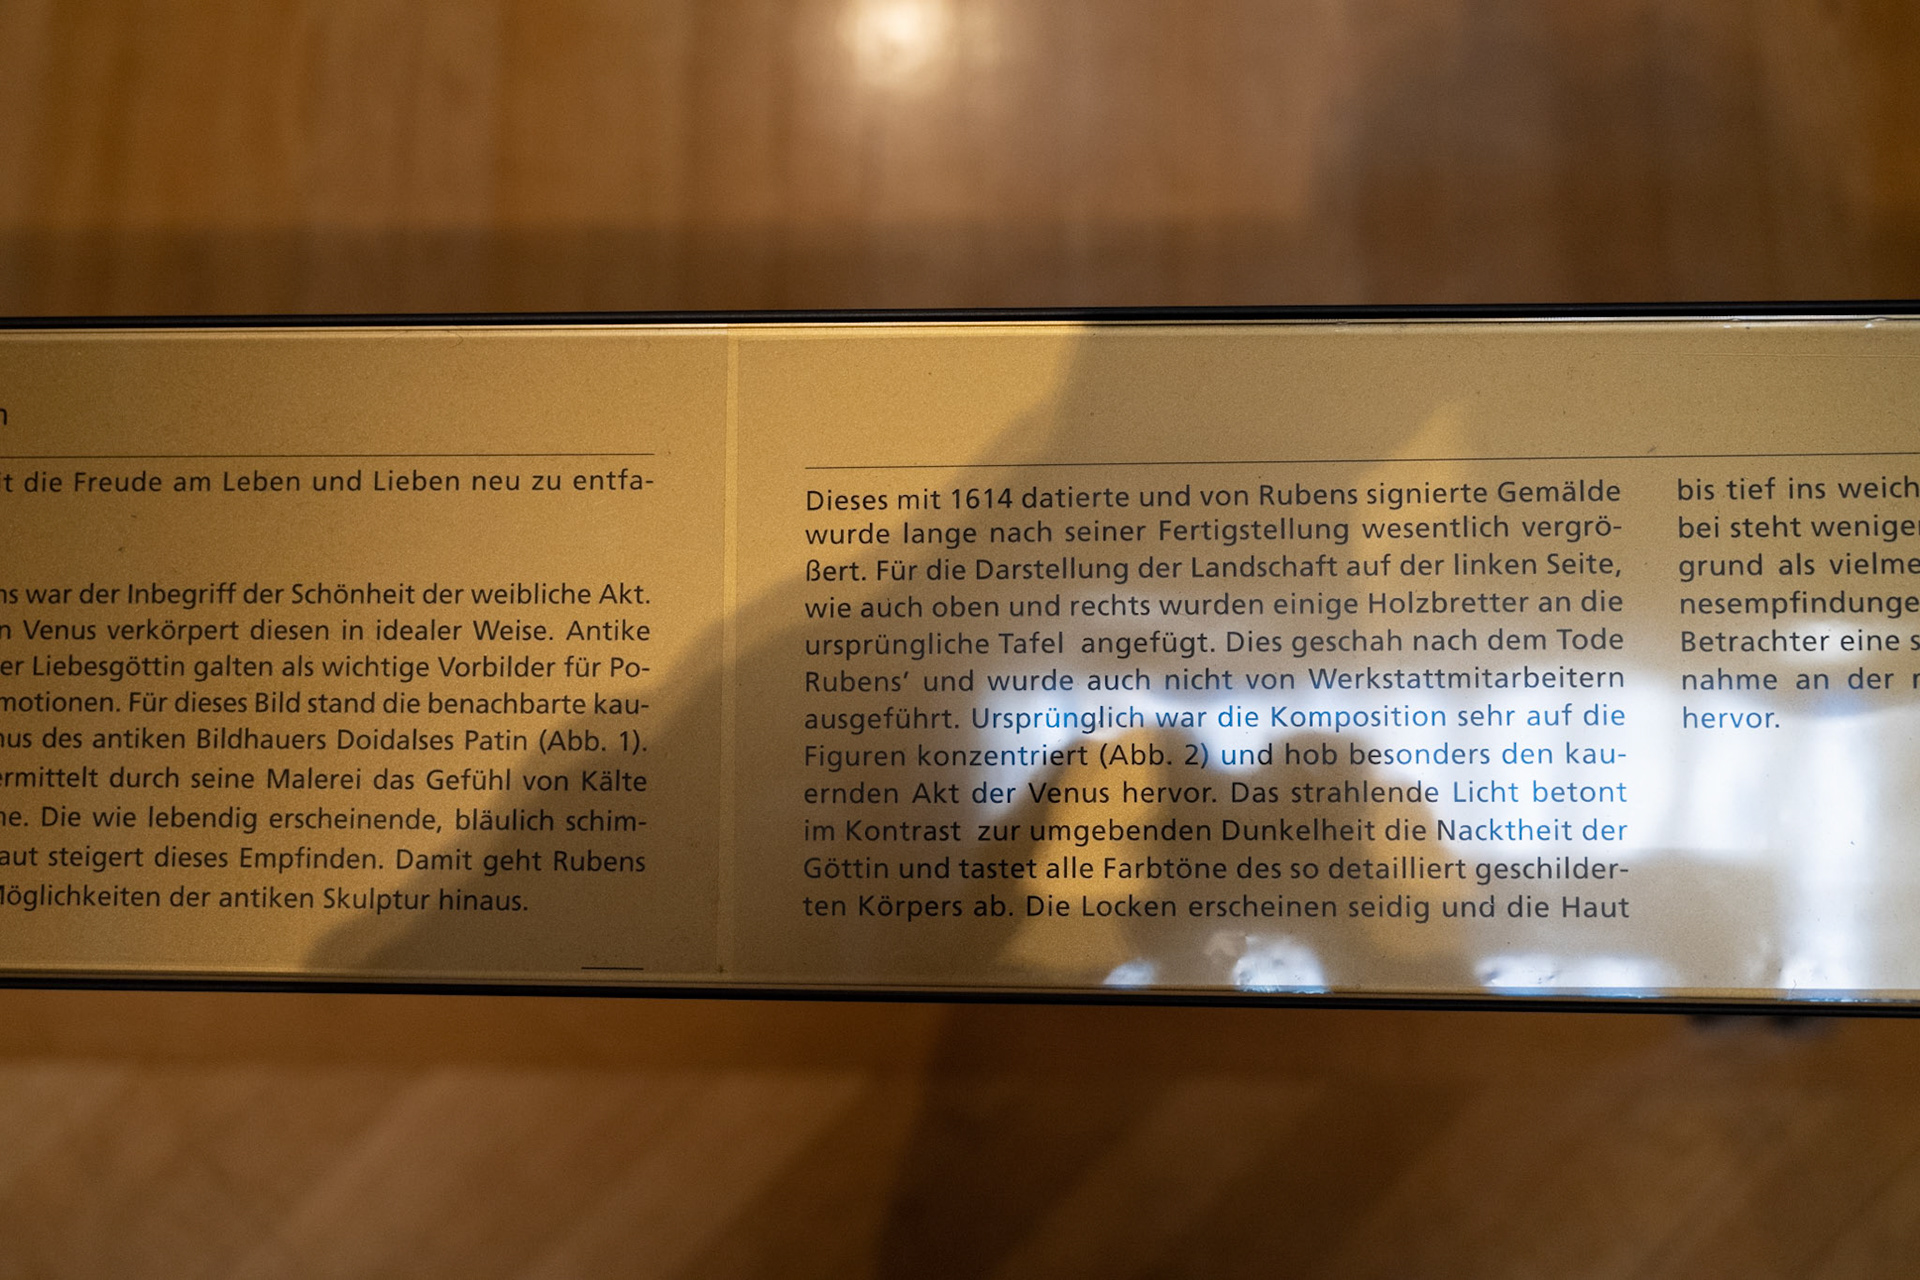 die Freude am Leben und Lieben neu zu entfa-
war der Inbegriff der Schönheit der weibliche Akt.
Venus verkörpert diesen in idealer Weise. Antike
Liebesgöttin galten als wichtige Vorbilder für Po-
motionen. Für dieses Bild stand die benachbarte kau-
des antiken Bildhauers Doidalses Patin (Abb. 1).
ermittelt durch seine Malerei das Gefühl von Kälte
Die wie lebendig erscheinende, bläulich schim-
aut steigert dieses Empfinden. Damit geht Rubens
Möglichkeiten der antiken Skulptur hinaus.
Dieses mit 1614 datierte und von Rubens signierte Gemälde
wurde lange nach seiner Fertigstellung wesentlich vergrö-
ßert. Für die Darstellung der Landschaft auf der linken Seite,
wie auch oben und rechts wurden einige Holzbretter an die
ursprüngliche Tafel angefügt. Dies geschah nach dem Tode
Rubens’ und wurde auch nicht von Werkstattmitarbeitern
ausgeführt. Ursprünglich war die Komposition sehr auf die
Figuren konzentriert (Abb. 2) und hob besonders den kau-
ernden Akt der Venus hervor. Das strahlende Licht betont
im Kontrast zur umgebenden Dunkelheit die Nacktheit der
Göttin und tastet alle Farbtöne des so detailliert geschilder-
ten Körpers ab. Die Locken erscheinen seidig und die Haut
bis tief ins weich
bei steht weniger
grund als vielme
nesempfindunge
Betrachter eine s
nahme an der
hervor.